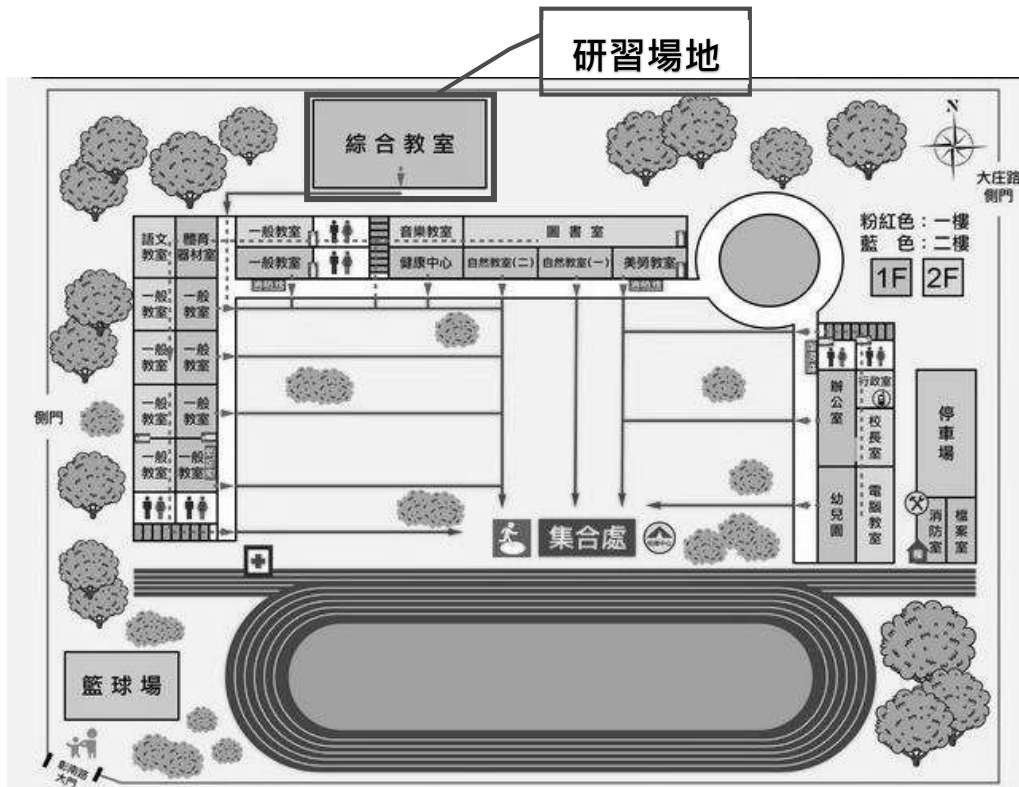 研習場地
綜合教室
N
大庄路
側門
粉紅色：一樓
藍　色：二樓
1F 2F
語文
教室
體育
器材室
一般教室
音樂教室
圖書室
一般教室
健康中心
自然教室(二)
自然教室(一)
美勞教室
一般
教室
一般
教室
一般
教室
一般
教室
一般
教室
一般
教室
一般
教室
一般
教室
側門
辦公室
行政室
校長室
幼兒園
電腦教室
停車場
消防室
檔案室
集合處
籃球場
彰南路
大門